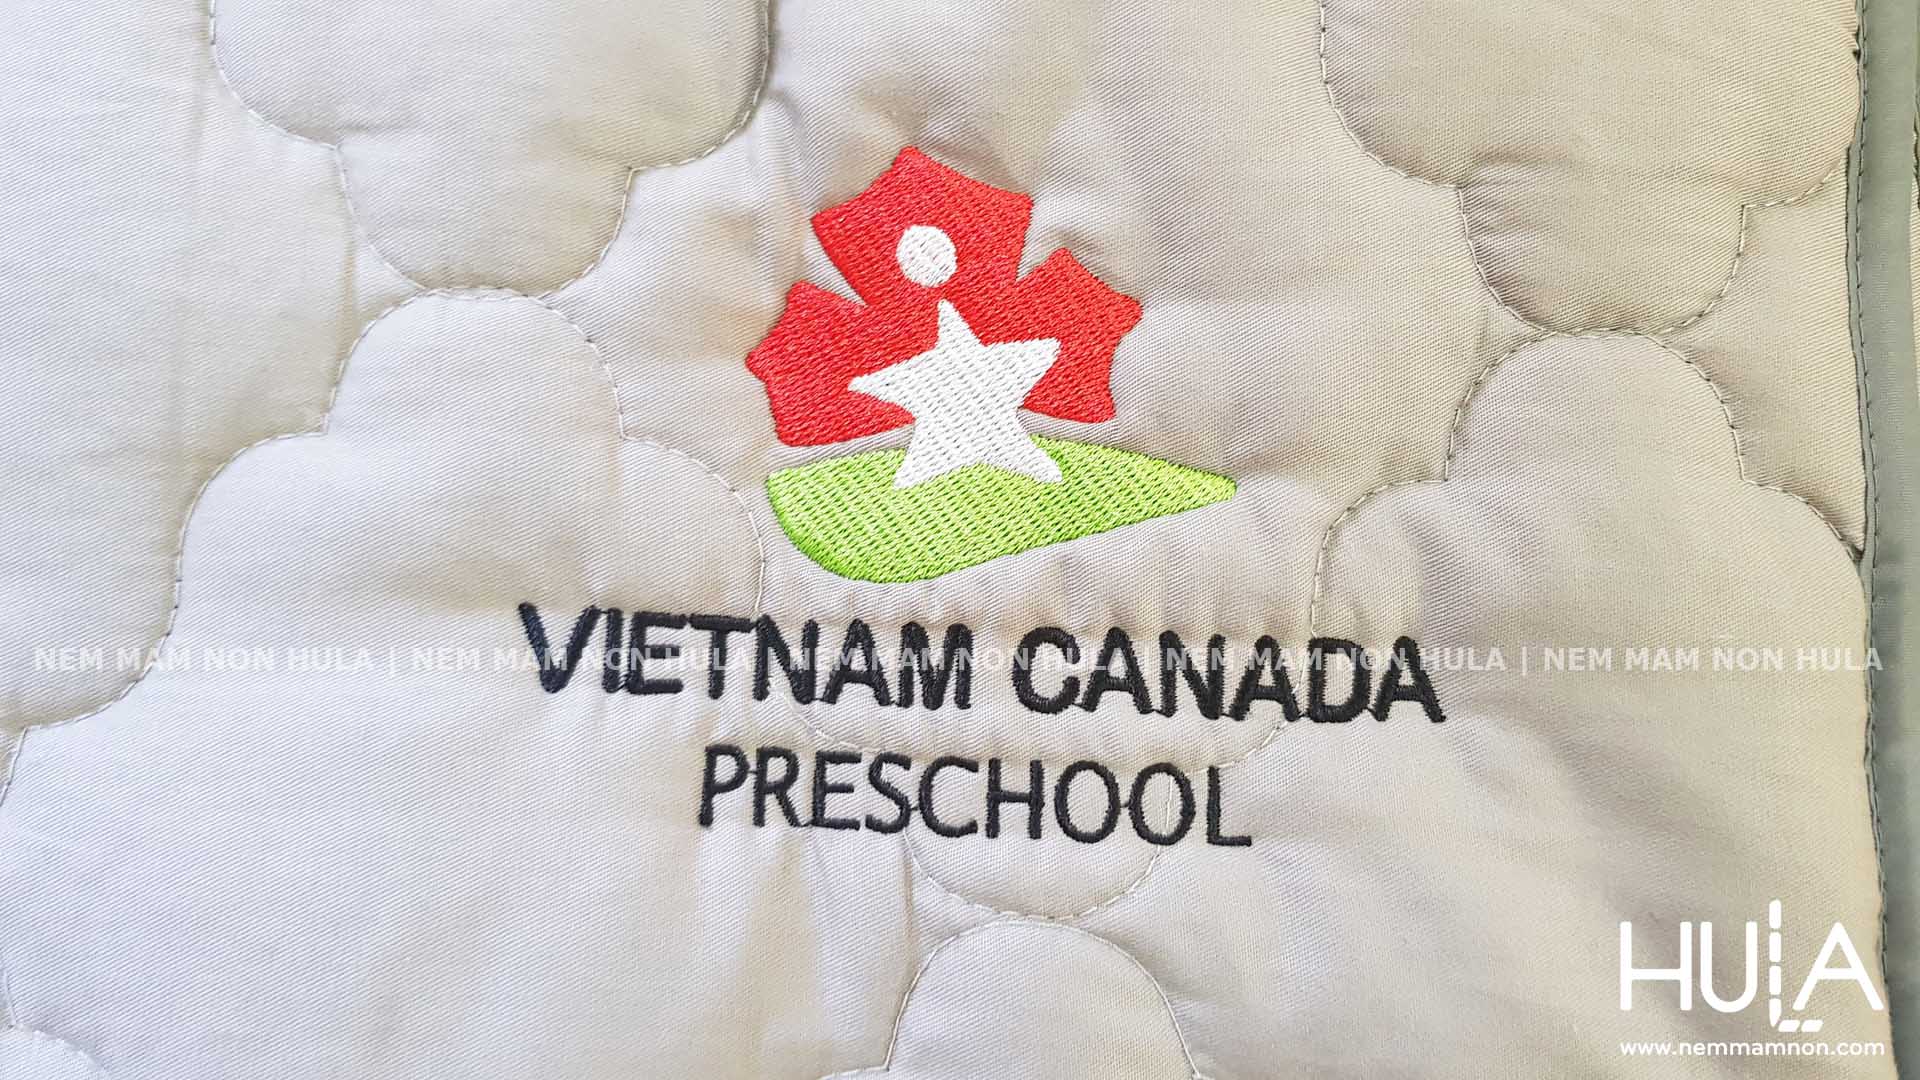 NEM MAM NON HULA | NEM MAM NON HULA | NEM MAM NON HULA | NEM MAM NON HULA | NEM MAM NON HULA
VIETNAM CANADA
PRESCHOOL
HULA
www.nemmamnon.com